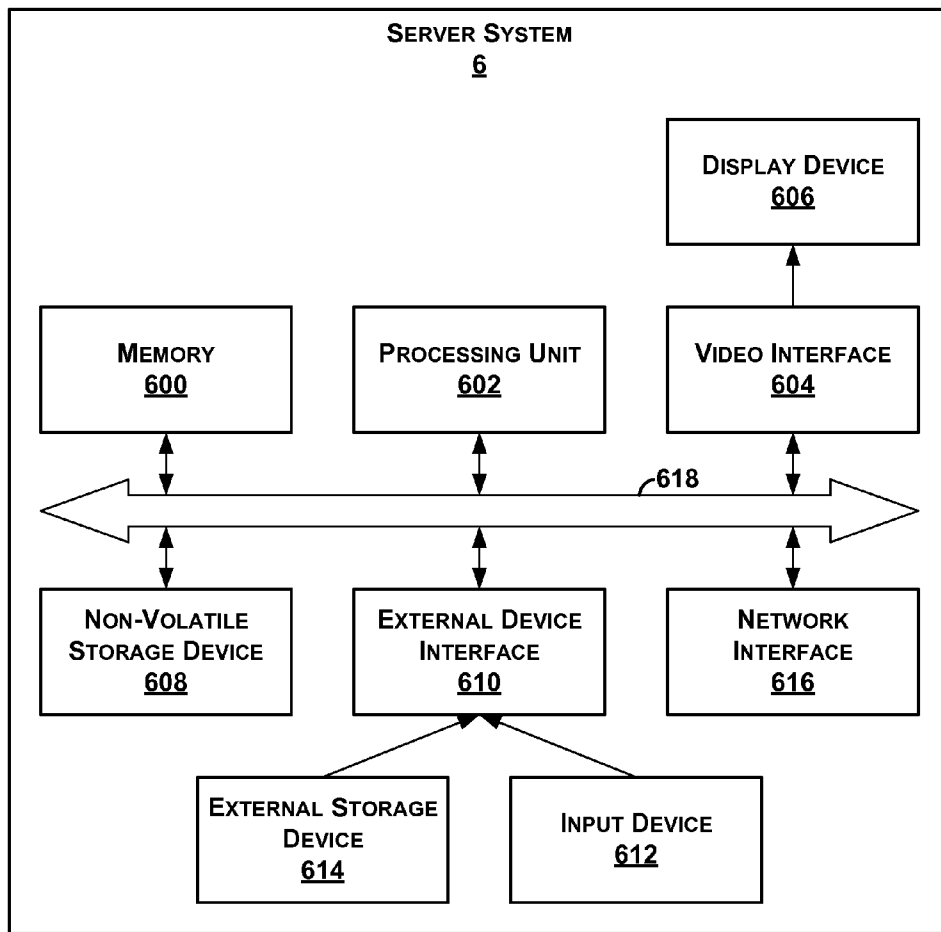 SERVER SYSTEM
6
DISPLAY DEVICE
606
MEMORY
600
PROCESSING UNIT
602
VIDEO INTERFACE
604
618
NON-VOLATILE
STORAGE DEVICE
608
EXTERNAL DEVICE
INTERFACE
610
NETWORK
INTERFACE
616
EXTERNAL STORAGE
DEVICE
614
INPUT DEVICE
612